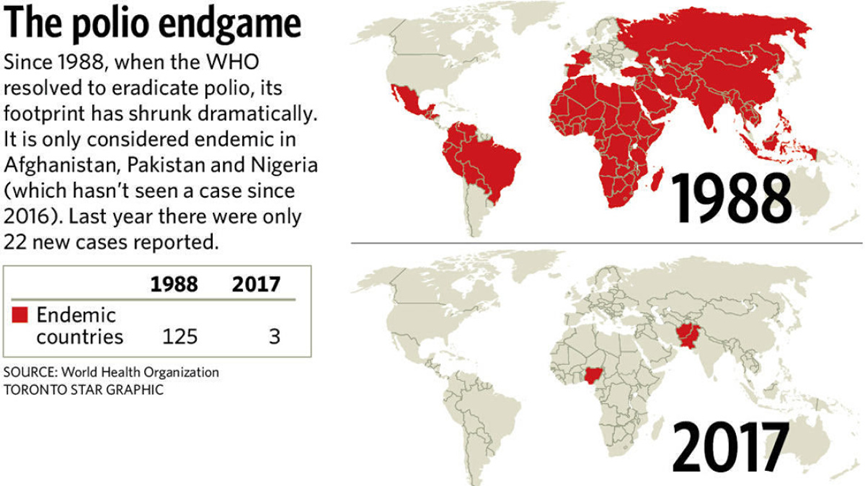 The polio endgame
Since 1988, when the WHO
resolved to eradicate polio, its
footprint has shrunk dramatically.
It is only considered endemic in
Afghanistan, Pakistan and Nigeria
(which hasn't seen a case since
2016). Last year there were only
22 new cases reported.
1988 2017
Endemic
countries 125 3
SOURCE: World Health Organization
TORONTO STAR GRAPHIC
1988
2017